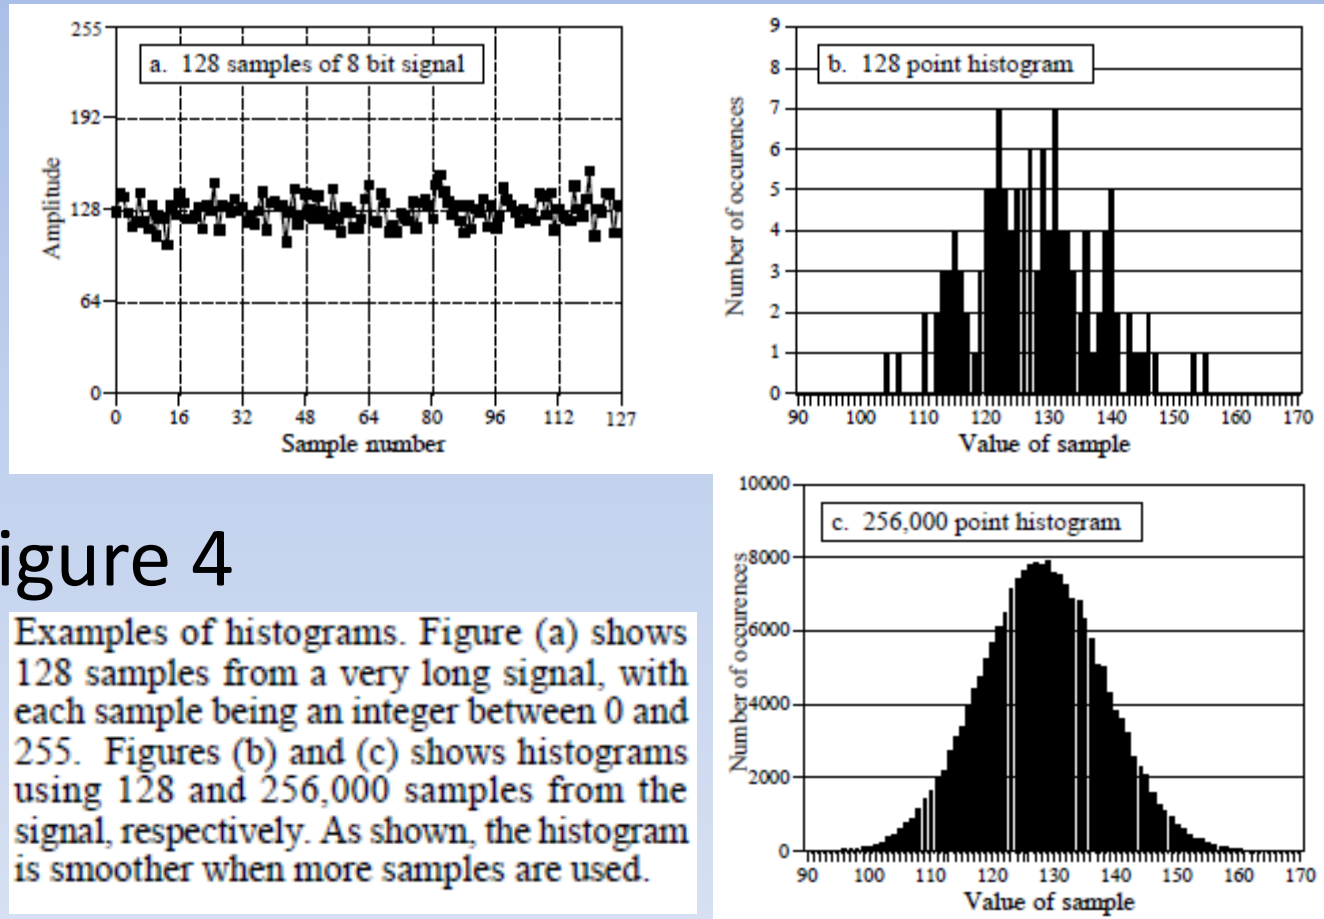 255
192
128
64
0
Amplitude
a. 128 samples of 8 bit signal
0 16 32 48 64 80 96 112 127
Sample number
9
8
7
6
5
4
3
2
1
0
Number of occurences
b. 128 point histogram
90 100 110 120 130 140 150 160 170
Value of sample
igure 4
Examples of histograms. Figure (a) shows
128 samples from a very long signal, with
each sample being an integer between 0 and
255. Figures (b) and (c) shows histograms
using 128 and 256,000 samples from the
signal, respectively. As shown, the histogram
is smoother when more samples are used.
10000
8000
6000
4000
2000
0
Number of occurences
c. 256,000 point histogram
90 100 110 120 130 140 150 160 170
Value of sample